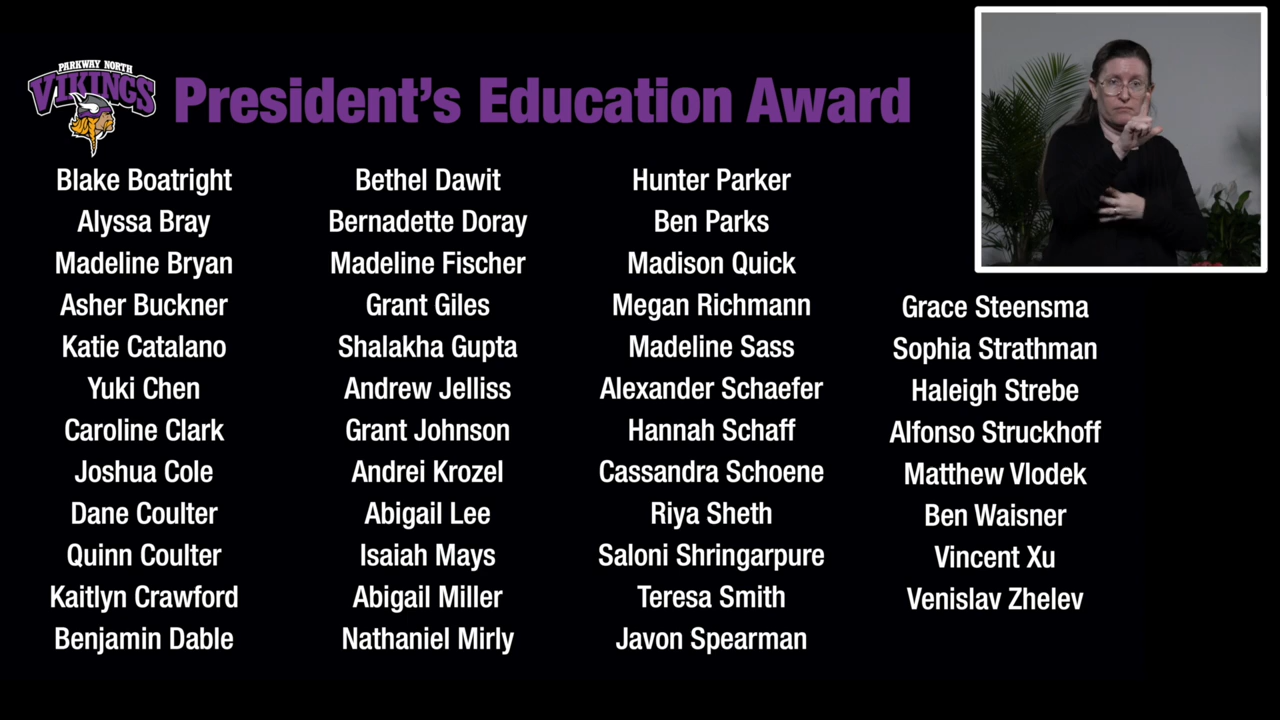 PARKWAY NORTH
VIKINGS
President's Education Award
Blake Boatright
Alyssa Bray
Madeline Bryan
Asher Buckner
Katie Catalano
Yuki Chen
Caroline Clark
Joshua Cole
Dane Coulter
Quinn Coulter
Kaitlyn Crawford
Benjamin Dable
Bethel Dawit
Bernadette Doray
Madeline Fischer
Grant Giles
Shalakha Gupta
Andrew Jelliss
Grant Johnson
Andrei Krozel
Abigail Lee
Isaiah Mays
Abigail Miller
Nathaniel Mirly
Hunter Parker
Ben Parks
Madison Quick
Megan Richmann
Madeline Sass
Alexander Schaefer
Hannah Schaff
Cassandra Schoene
Riya Sheth
Saloni Shringarpure
Teresa Smith
Javon Spearman
Grace Steensma
Sophia Strathman
Haleigh Strebe
Alfonso Struckhoff
Matthew Vlodek
Ben Waisner
Vincent Xu
Venislav Zhelev